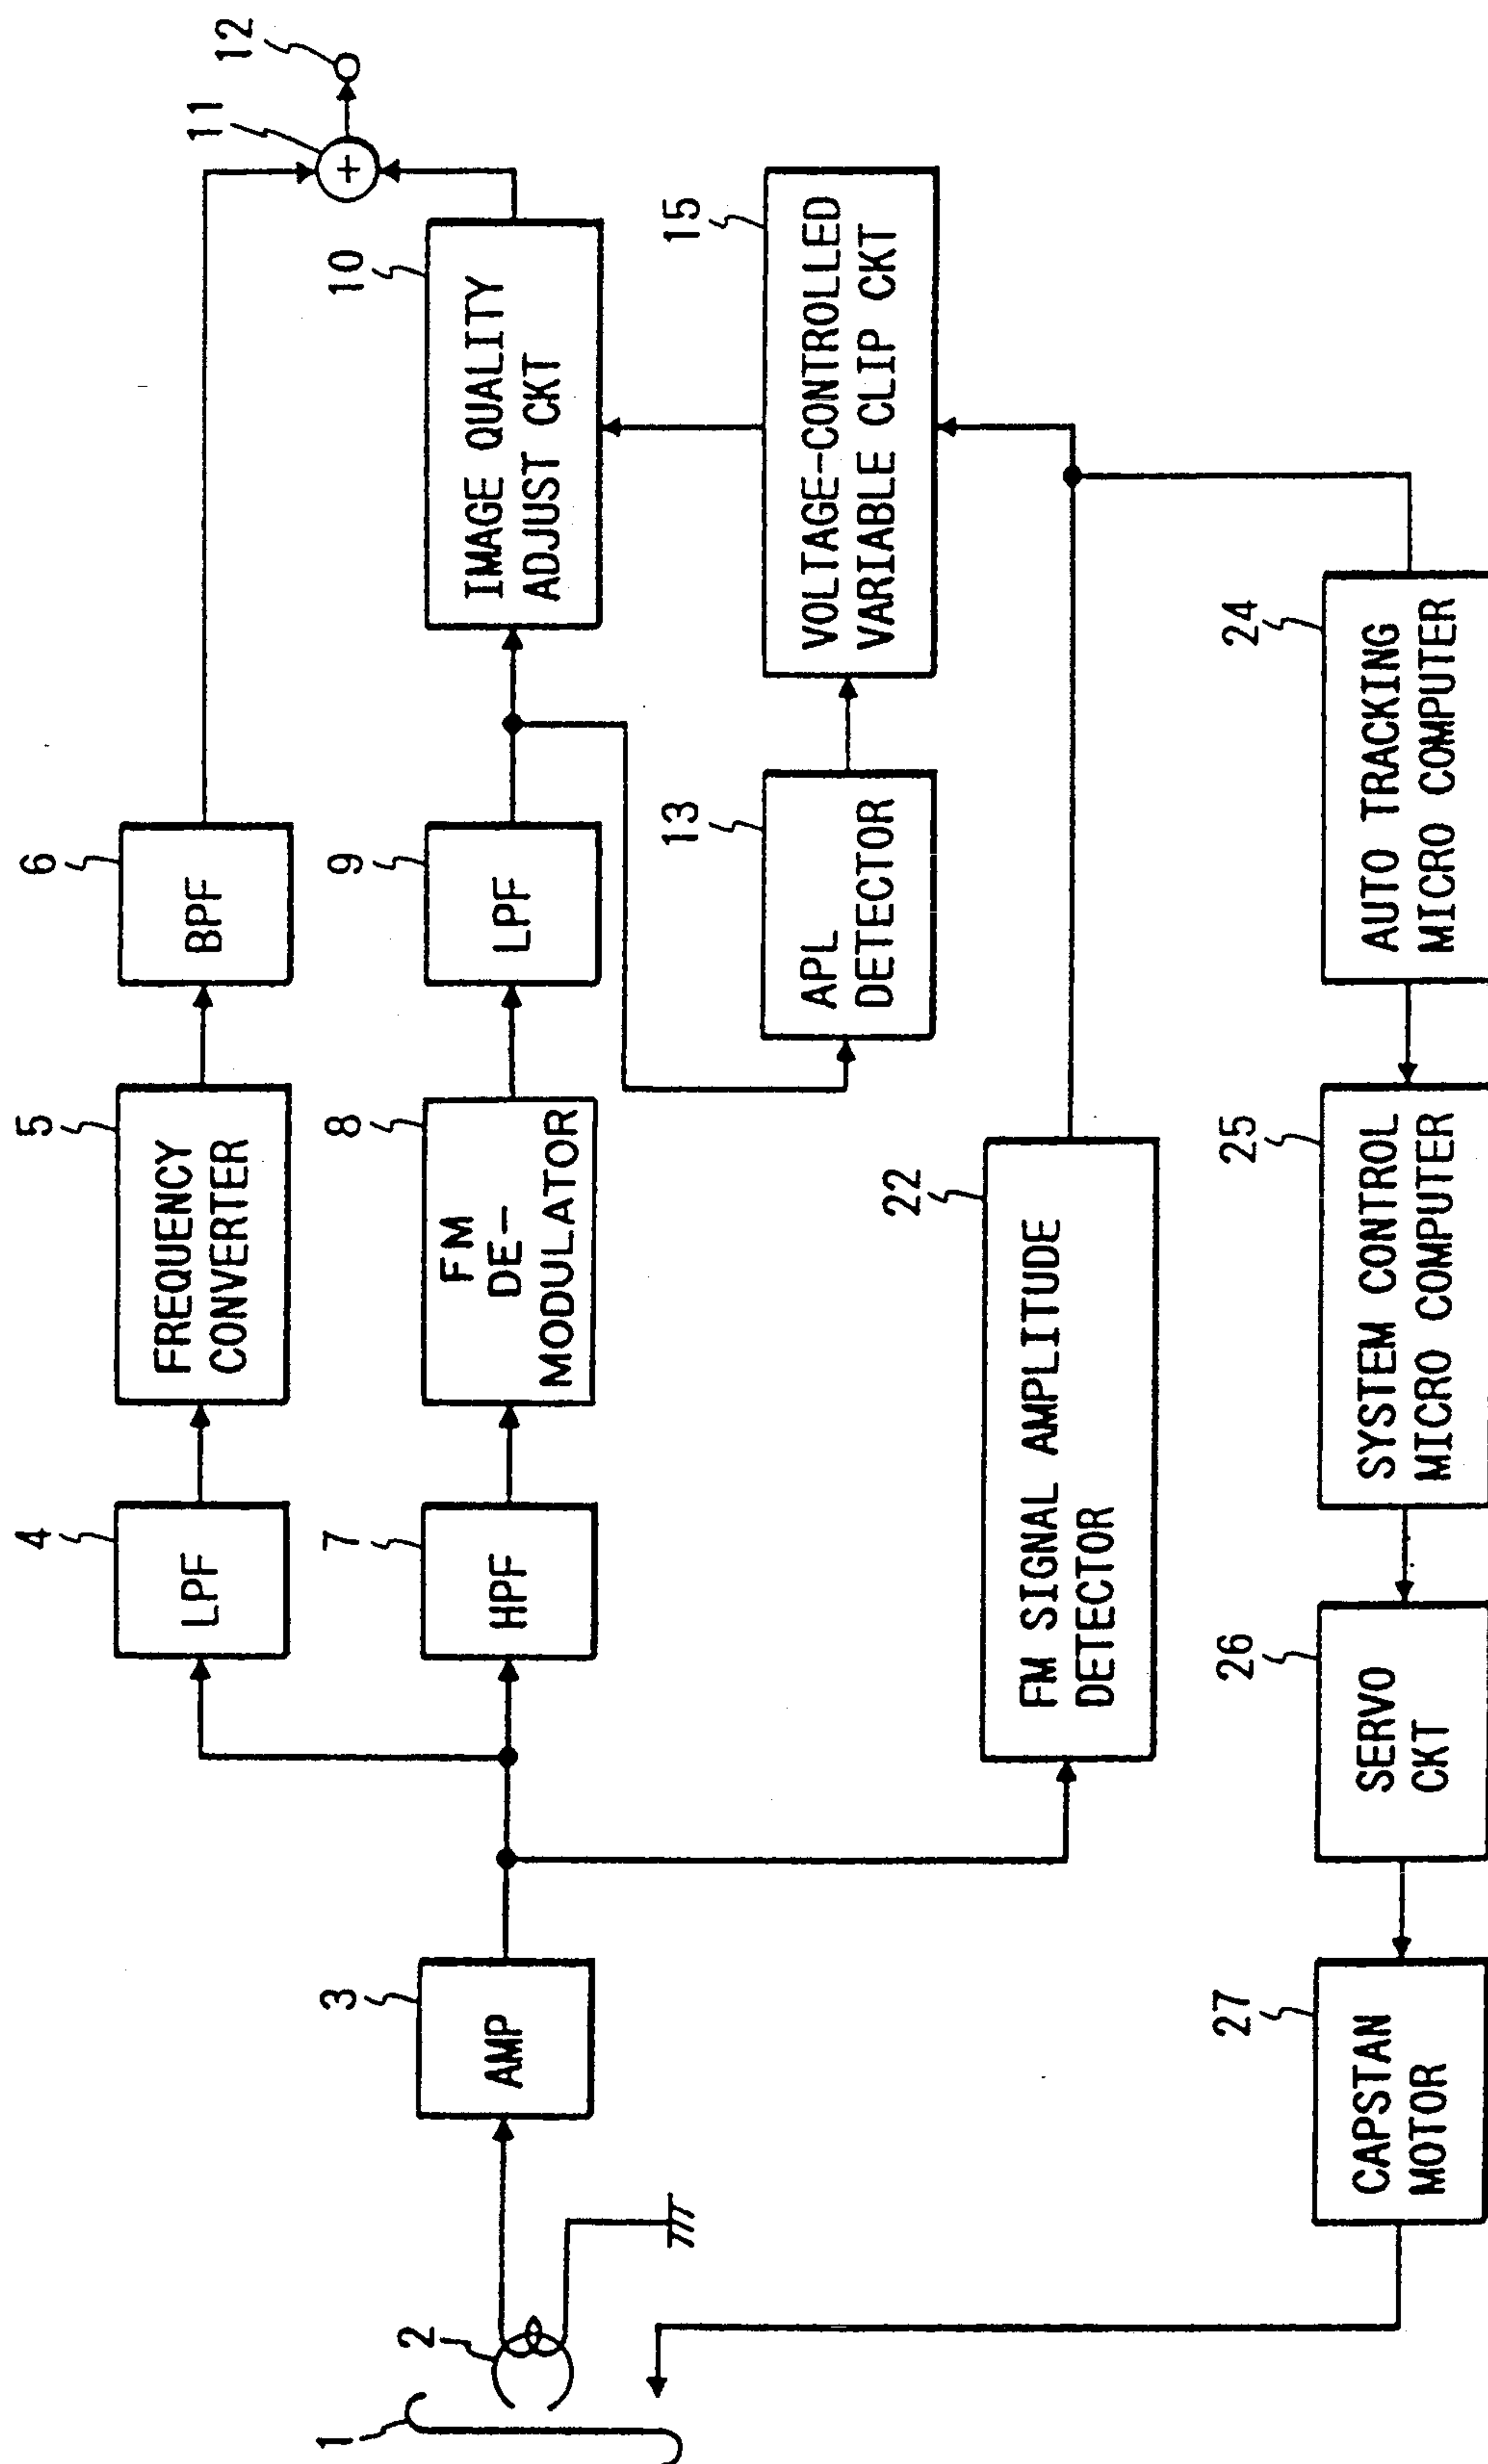 1
2
3
AMP
4
LPF
5
FREQUENCY
CONVERTER
6
BPF
7
HPF
8
FM
DE-
MODULATOR
9
LPF
10
IMAGE QUALITY
ADJUST CKT
11
+
12
13
APL
DETECTOR
15
VOLTAGE-CONTROLLED
VARIABLE CLIP CKT
22
FM SIGNAL AMPLITUDE
DETECTOR
27
CAPSTAN
MOTOR
26
SERVO
CKT
25
SYSTEM CONTROL
MICRO COMPUTER
24
AUTO TRACKING
MICRO COMPUTER